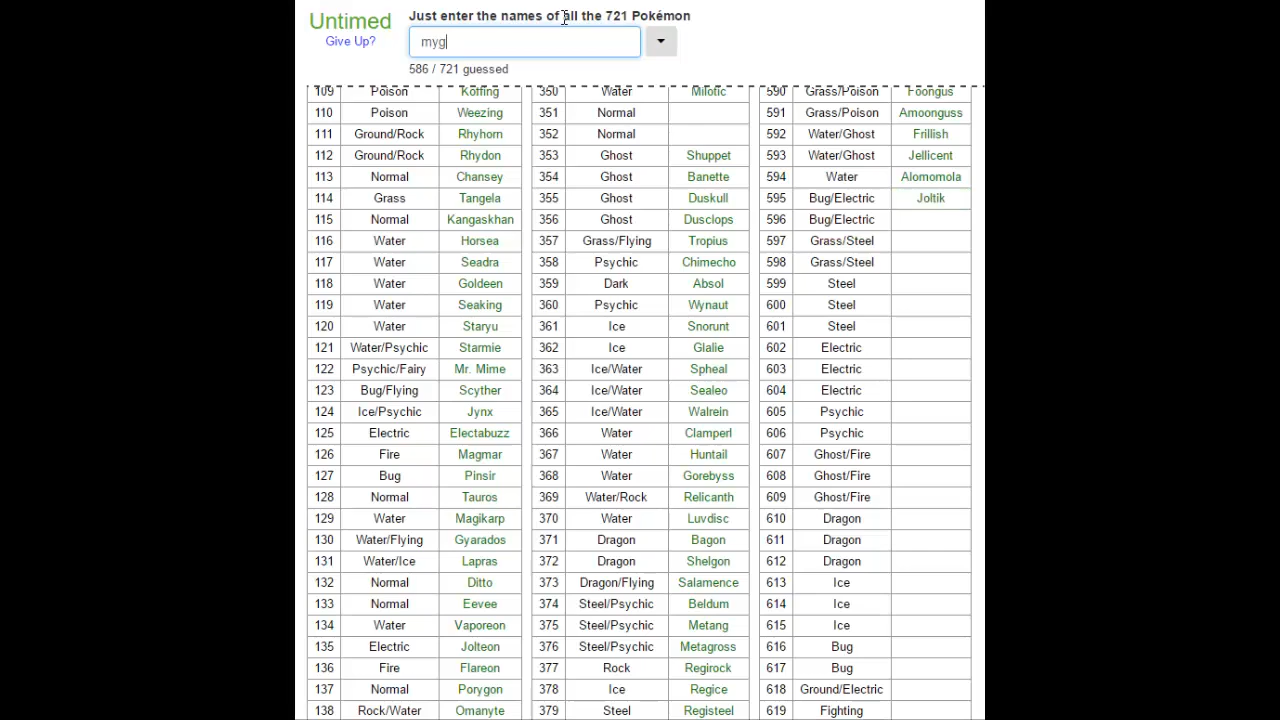 Untimed
Give Up?
Just enter the names of all the 721 Pokémon
myg
586 / 721 guessed
109 Poison Koffing 350 Water Milotic 590 Grass/Poison Foongus
110 Poison Weezing 351 Normal 591 Grass/Poison Amoonguss
111 Ground/Rock Rhyhorn 352 Normal 592 Water/Ghost Frillish
112 Ground/Rock Rhydon 353 Ghost Shuppet 593 Water/Ghost Jellicent
113 Normal Chansey 354 Ghost Banette 594 Water Alomomola
114 Grass Tangela 355 Ghost Duskull 595 Bug/Electric Joltik
115 Normal Kangaskhan 356 Ghost Dusclops 596 Bug/Electric
116 Water Horsea 357 Grass/Flying Tropius 597 Grass/Steel
117 Water Seadra 358 Psychic Chimecho 598 Grass/Steel
118 Water Goldeen 359 Dark Absol 599 Steel
119 Water Seaking 360 Psychic Wynaut 600 Steel
120 Water Staryu 361 Ice Snorunt 601 Steel
121 Water/Psychic Starmie 362 Ice Glalie 602 Electric
122 Psychic/Fairy Mr. Mime 363 Ice/Water Spheal 603 Electric
123 Bug/Flying Scyther 364 Ice/Water Sealeo 604 Electric
124 Ice/Psychic Jynx 365 Ice/Water Walrein 605 Psychic
125 Electric Electabuzz 366 Water Clamperl 606 Psychic
126 Fire Magmar 367 Water Huntail 607 Ghost/Fire
127 Bug Pinsir 368 Water Gorebyss 608 Ghost/Fire
128 Normal Tauros 369 Water/Rock Relicanth 609 Ghost/Fire
129 Water Magikarp 370 Water Luvdisc 610 Dragon
130 Water/Flying Gyarados 371 Dragon Bagon 611 Dragon
131 Water/Ice Lapras 372 Dragon Shelgon 612 Dragon
132 Normal Ditto 373 Dragon/Flying Salamence 613 Ice
133 Normal Eevee 374 Steel/Psychic Beldum 614 Ice
134 Water Vaporeon 375 Steel/Psychic Metang 615 Ice
135 Electric Jolteon 376 Steel/Psychic Metagross 616 Bug
136 Fire Flareon 377 Rock Regirock 617 Bug
137 Normal Porygon 378 Ice Regice 618 Ground/Electric
138 Rock/Water Omanyte 379 Steel Registeel 619 Fighting